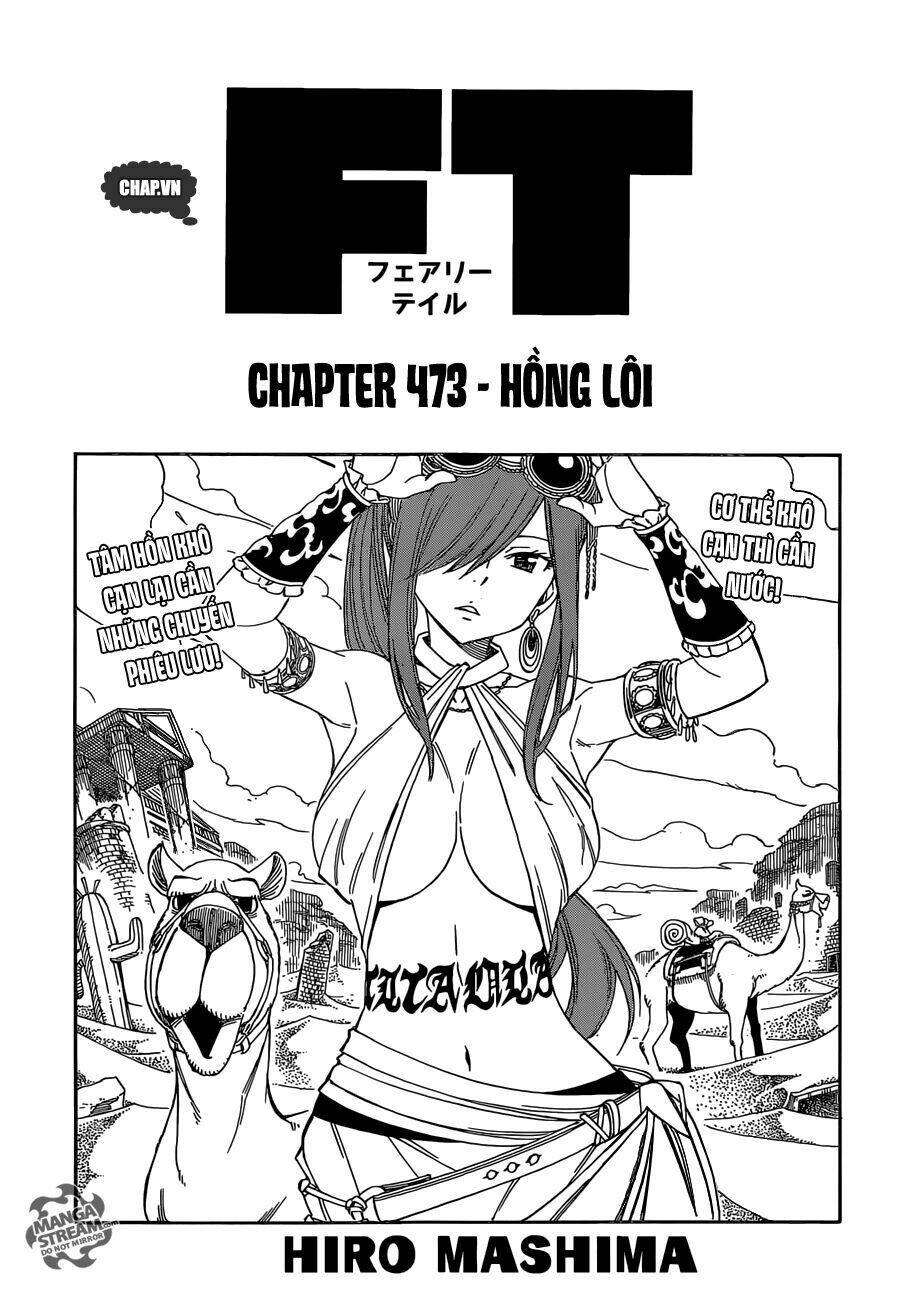 FT
CHAP.VN
フェアリー
テイル
CHAPTER 473 - HỒNG LÔI
TÂM HỒN KHÔ
CẠN LẠI CẦN
NHỮNG CHUYẾN
PHIÊU LƯU!
CƠ THỂ KHÔ
CẠN THÌ CẦN
NƯỚC!
TITANIA
MANGA
STREAM.com
DO NOT MIRROR
HIRO MASHIMA